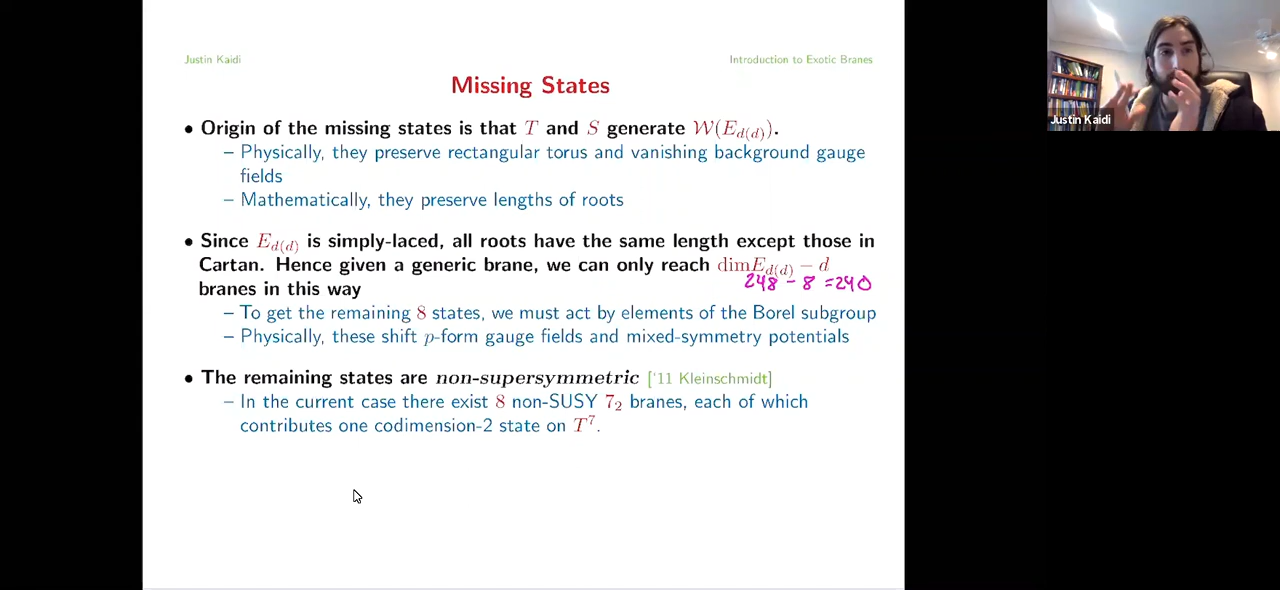 Justin Kaidi
Introduction to Exotic Branes
Missing States
• Origin of the missing states is that T and S generate W(E_{d(d)}).
– Physically, they preserve rectangular torus and vanishing background gauge
fields
– Mathematically, they preserve lengths of roots
• Since E_{d(d)} is simply-laced, all roots have the same length except those in
Cartan. Hence given a generic brane, we can only reach dimE_{d(d)} − d
248 − 8 = 240
branes in this way
– To get the remaining 8 states, we must act by elements of the Borel subgroup
– Physically, these shift p-form gauge fields and mixed-symmetry potentials
• The remaining states are non-supersymmetric ['11 Kleinschmidt]
– In the current case there exist 8 non-SUSY 7₂ branes, each of which
contributes one codimension-2 state on T⁷.
Justin Kaidi